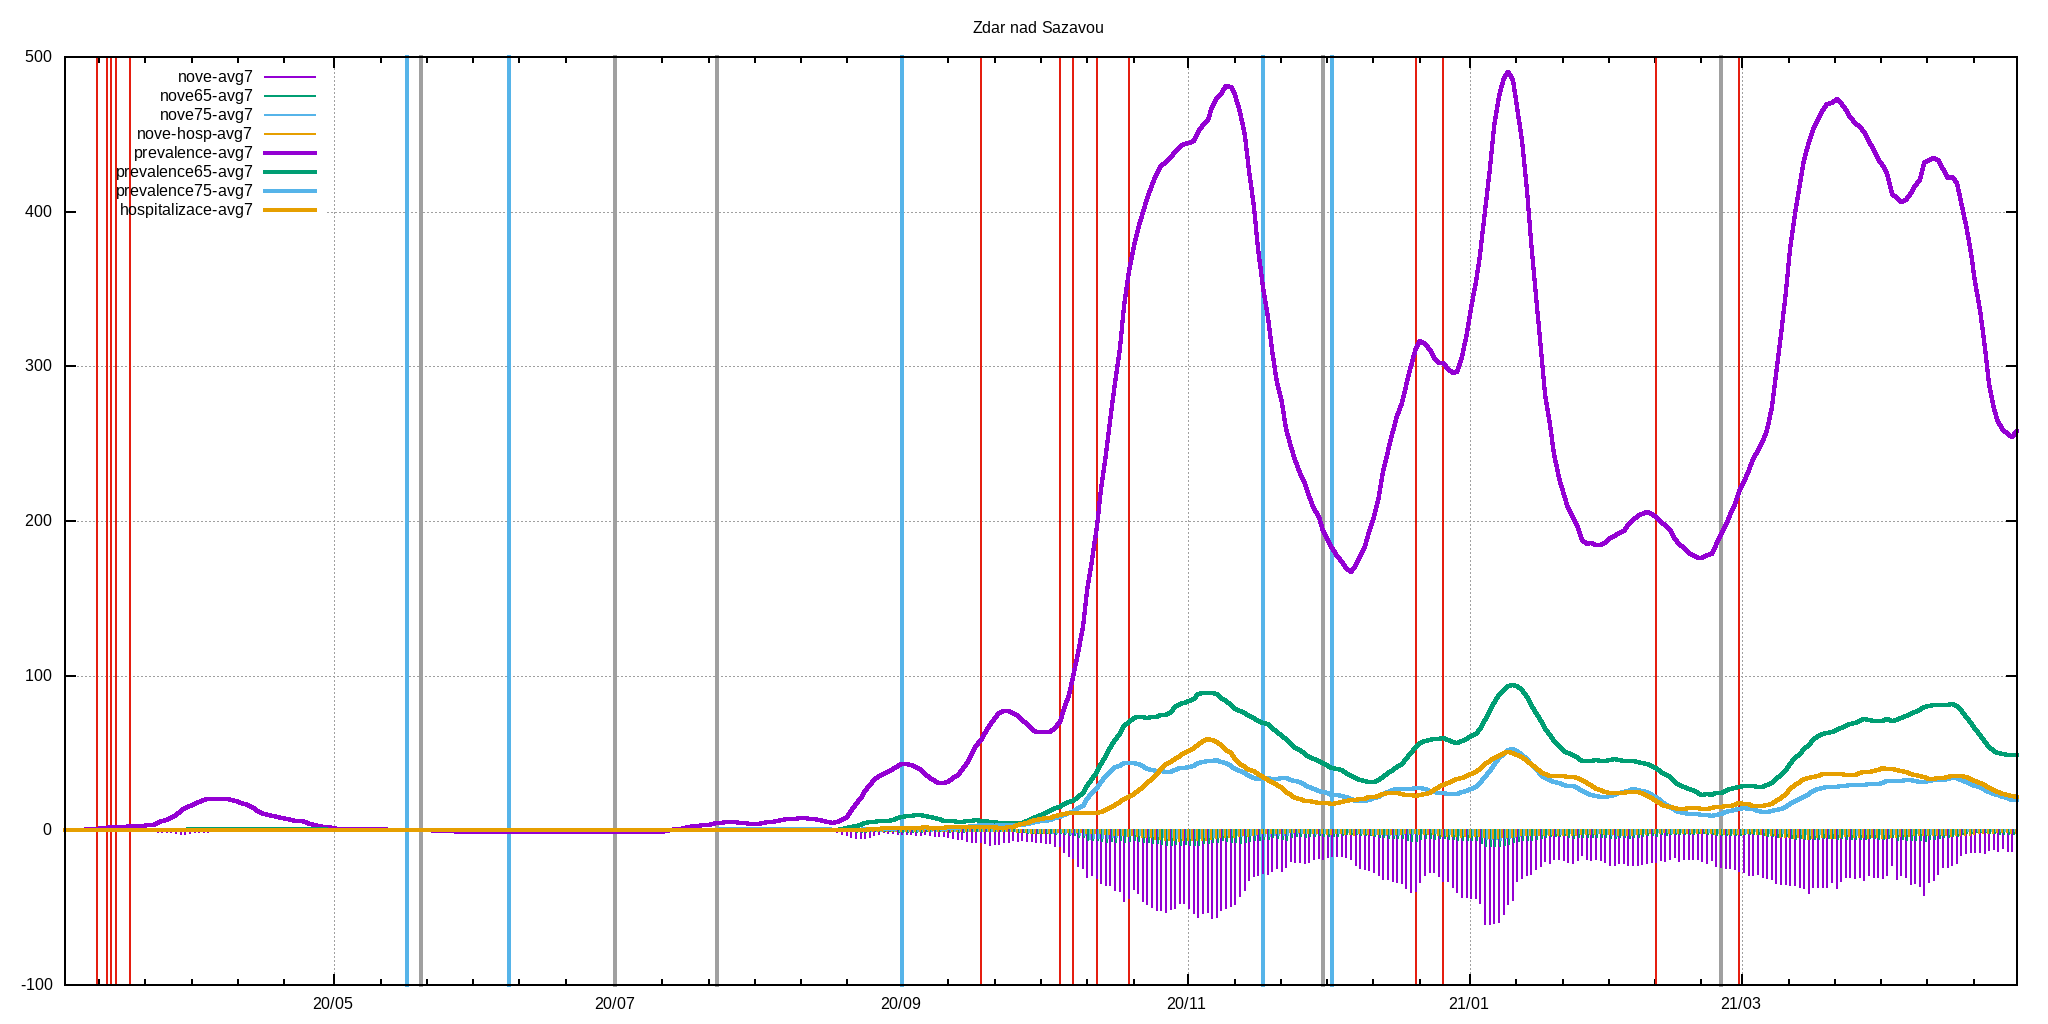 Zdar nad Sazavou
500
400
300
200
100
0
-100
nove-avg7
nove65-avg7
nove75-avg7
nove-hosp-avg7
prevalence-avg7
prevalence65-avg7
prevalence75-avg7
hospitalizace-avg7
20/05
20/07
20/09
20/11
21/01
21/03